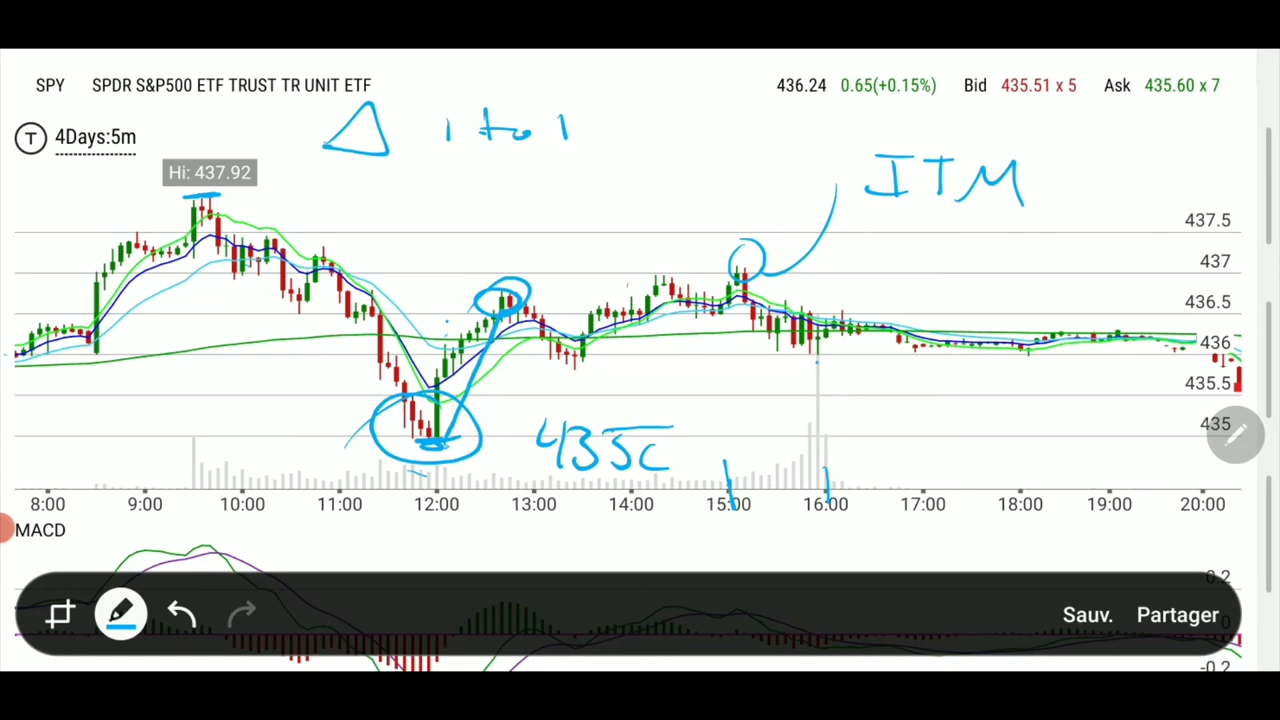 SPY SPDR S&P500 ETF TRUST TR UNIT ETF 436.24 0.65(+0.15%) Bid 435.51 x 5 Ask 435.60 x 7
T 4Days:5m
Δ 1 to 1
Hi: 437.92
ITM
437.5
437
436.5
436
435.5
435
435C
8:00 09:00 10:00 11:00 12:00 13:00 14:00 15:00 16:00 17:00 18:00 19:00 20:00
MACD
0.2
Sauv. Partager
0
-0.2